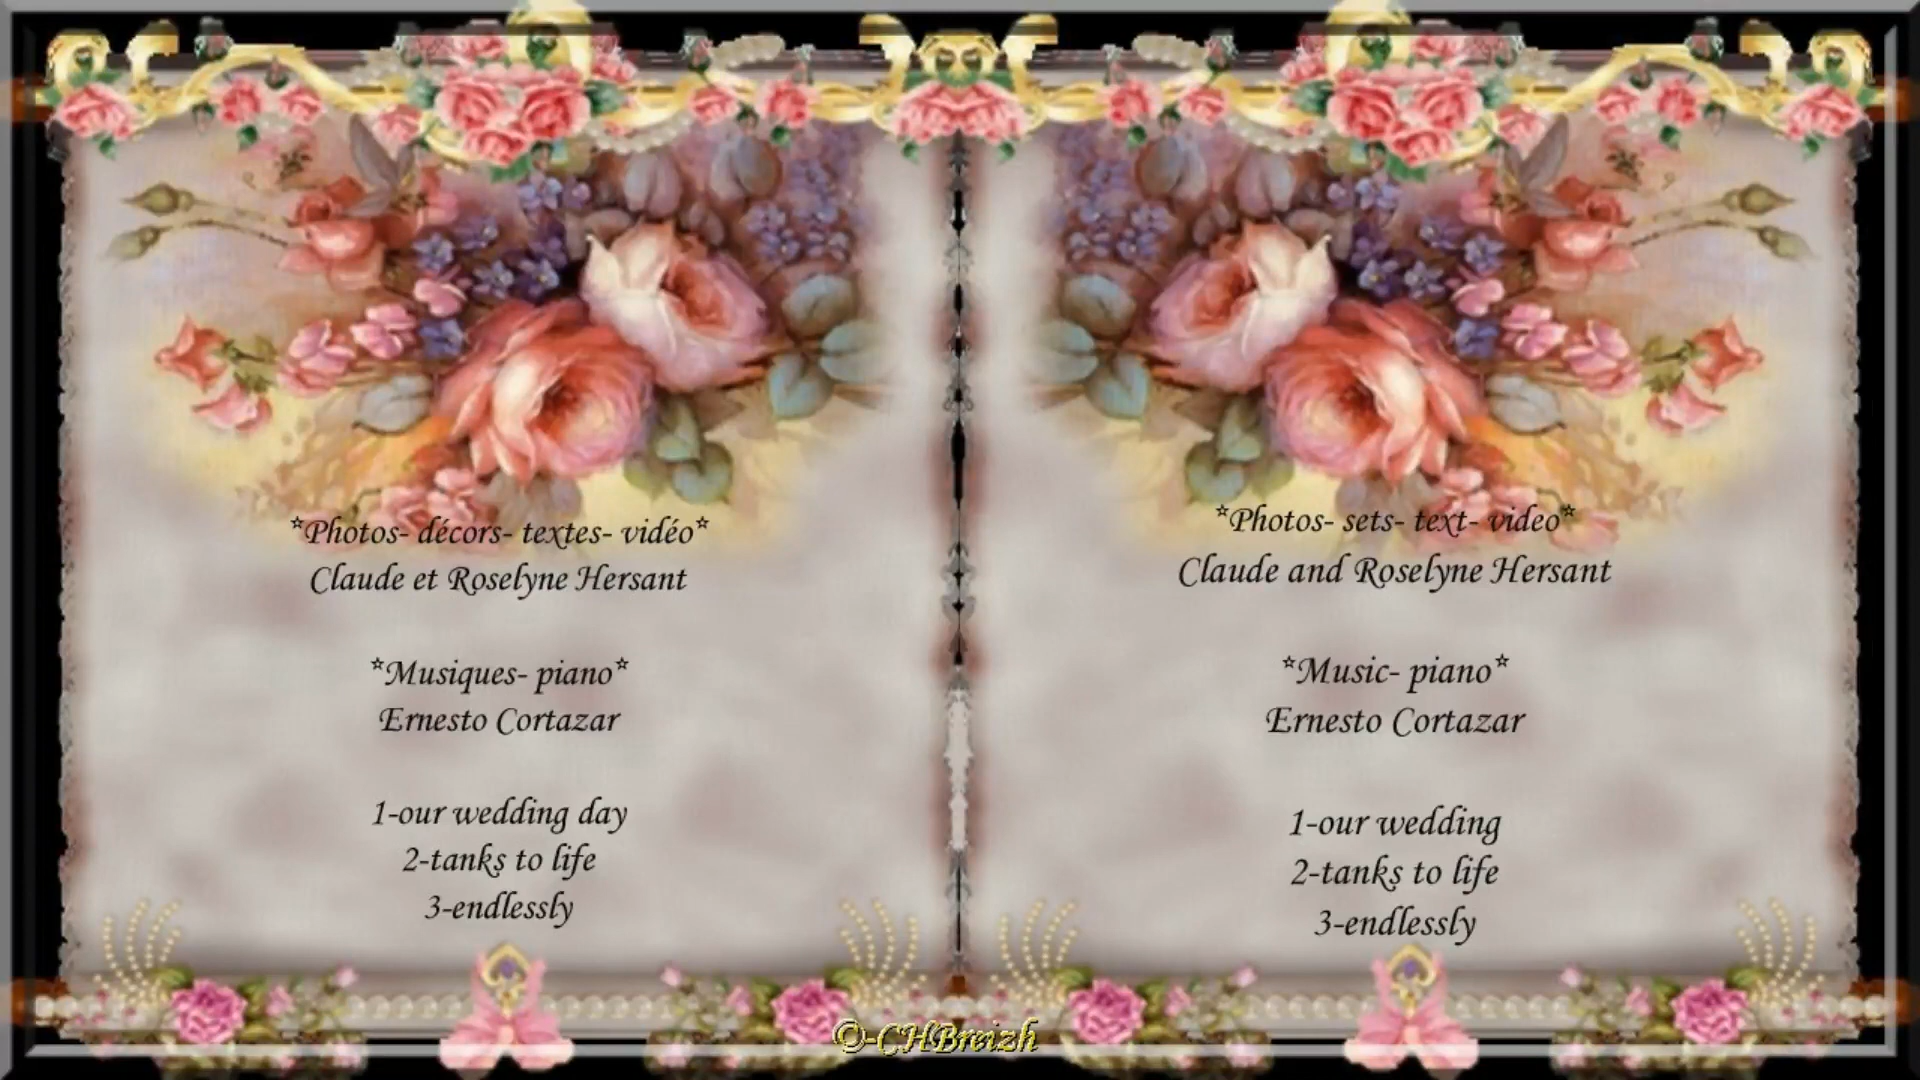 *Photos- décors- textes- vidéo*
Claude et Roselyne Hersant
*Musiques- piano*
Ernesto Cortazar
1-our wedding day
2-tanks to life
3-endlessly
*Photos- sets- text- video*
Claude and Roselyne Hersant
*Music- piano*
Ernesto Cortazar
1-our wedding
2-tanks to life
3-endlessly
©-CHBreizh